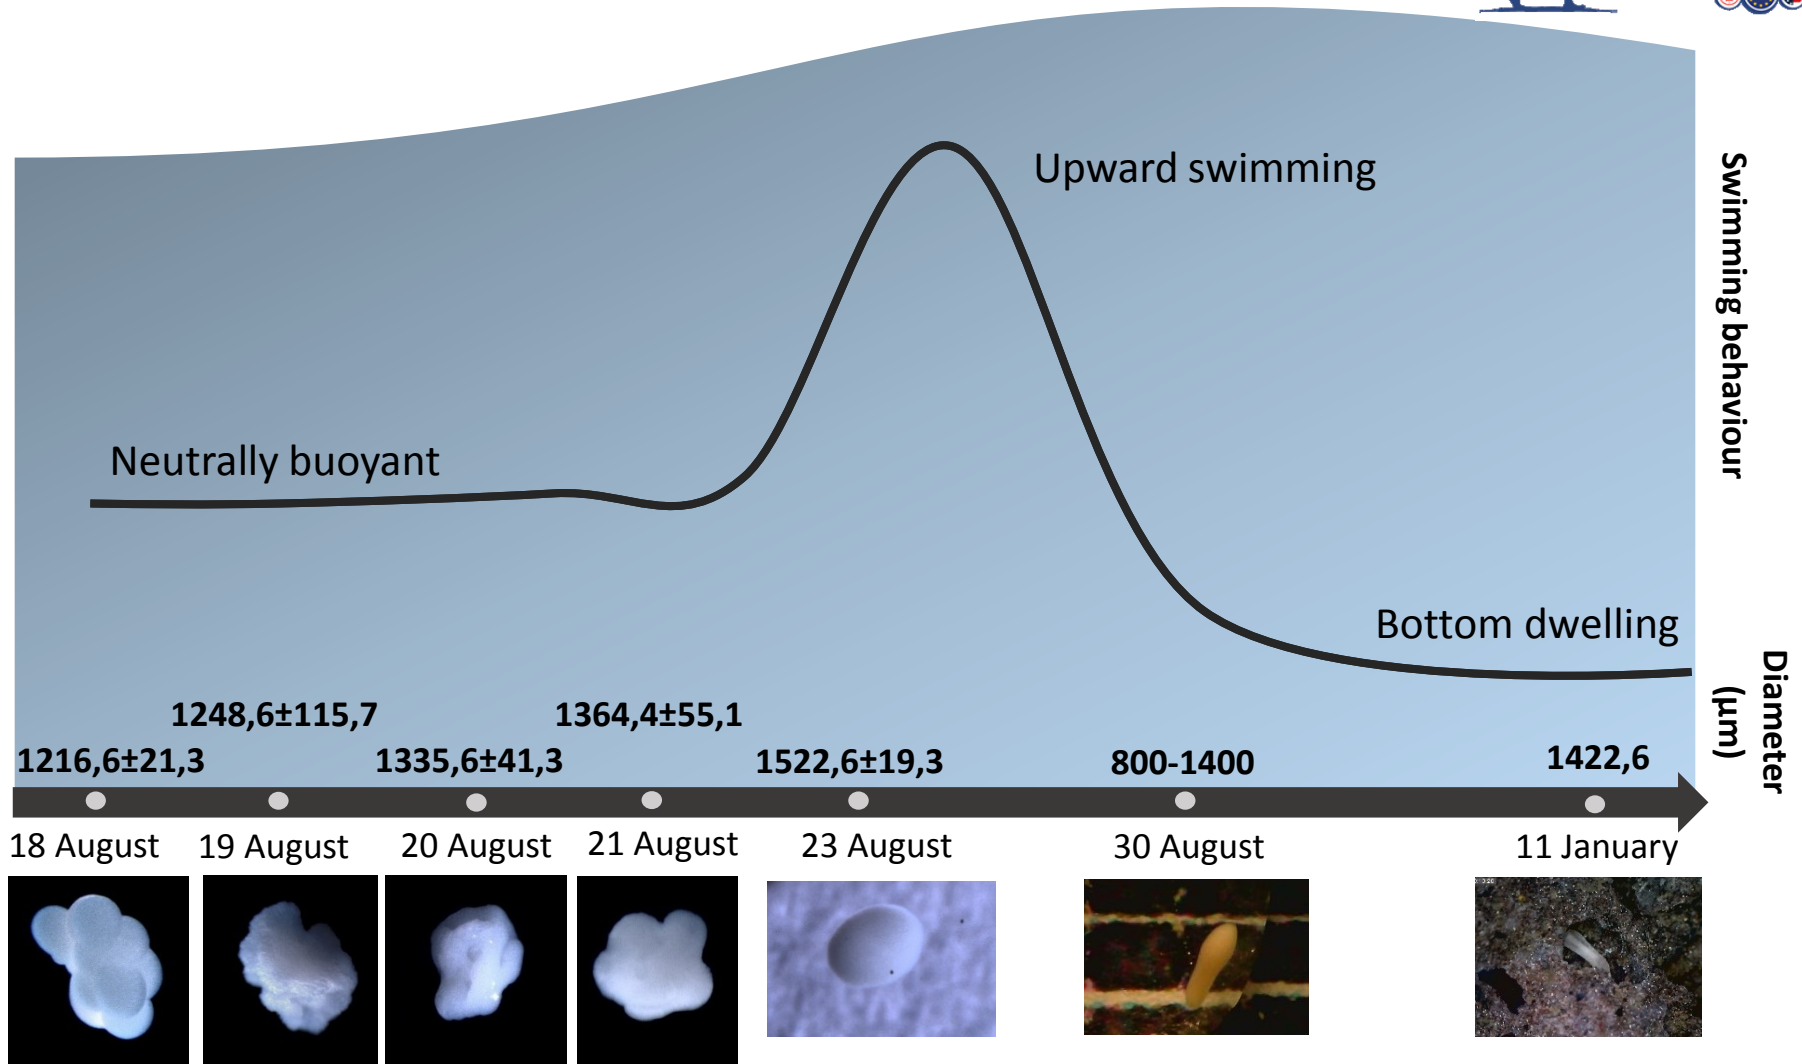 Upward swimming
Neutrally buoyant
Bottom dwelling
Swimming behaviour
Diameter
(μm)
1248,6±115,7
1364,4±55,1
1216,6±21,3
1335,6±41,3
1522,6±19,3
800-1400
1422,6
18 August
19 August
20 August
21 August
23 August
30 August
11 January